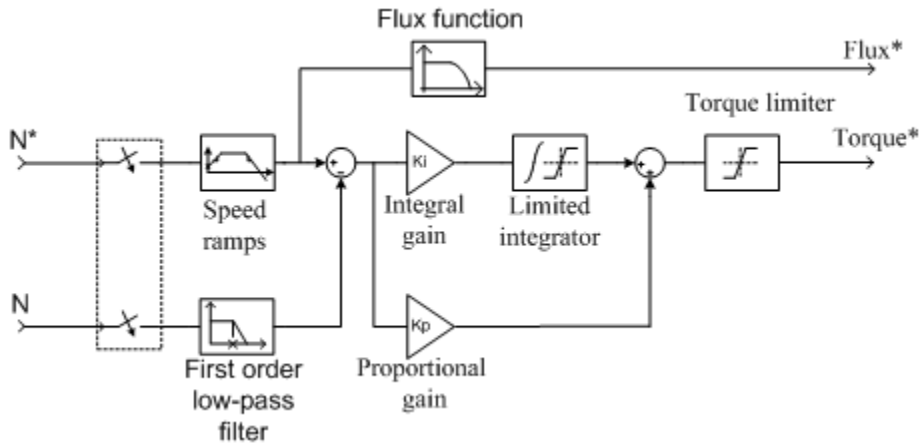 Flux function
Flux*
Torque limiter
N*
Torque*
+
-
Ki
+
+
Speed
ramps
Integral
gain
Limited
integrator
N
Kp
First order
low-pass
filter
Proportional
gain